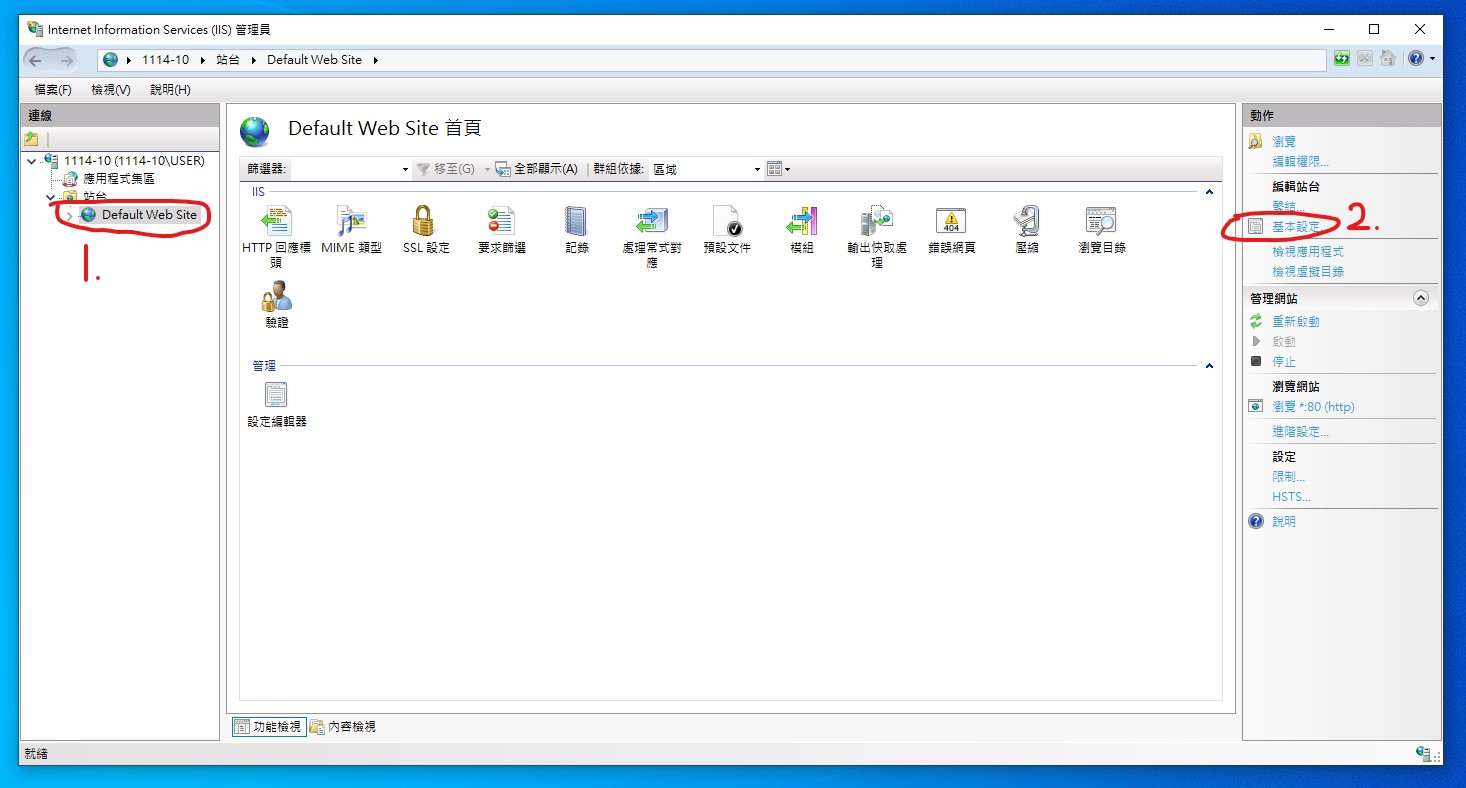 Internet Information Services (IIS) 管理員
1114-10 站台 Default Web Site
檔案(F) 檢視(V) 說明(H)
連線
1114-10 (1114-10\USER)
應用程式集區
站台
Default Web Site
1.
Default Web Site 首頁
篩選器: 移至(G) 全部顯示(A) 群組依據: 區域
IIS
HTTP 回應標頭
MIME 類型
SSL 設定
要求篩選
記錄
處理常式對應
預設文件
模組
輸出快取處理
404
錯誤網頁
壓縮
瀏覽目錄
驗證
管理
設定編輯器
功能檢視 內容檢視
動作
瀏覽
編輯權限...
編輯站台
繫結...
基本設定
2.
檢視應用程式
檢視虛擬目錄
管理網站
重新啟動
啟動
停止
瀏覽網站
瀏覽 *:80 (http)
進階設定...
設定
限制...
HSTS...
說明
就緒